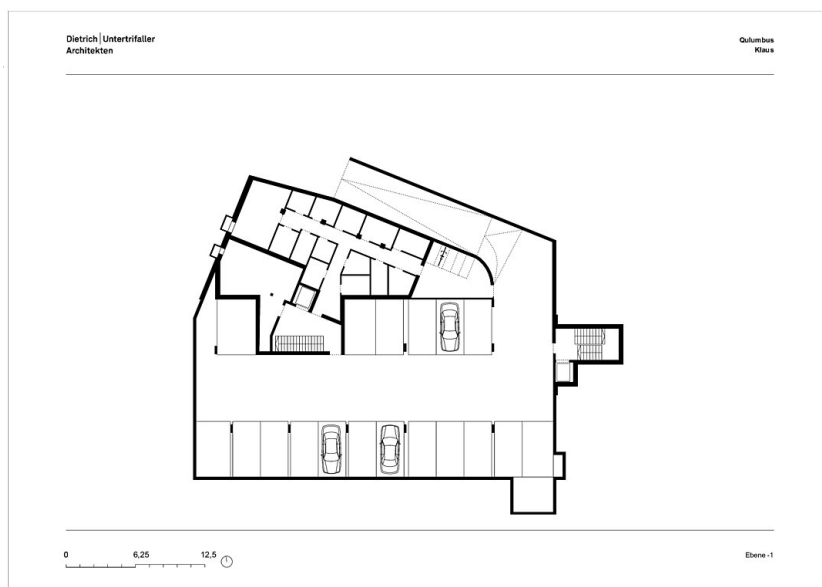 Dietrich|Untertrifaller
Architekten
Qulumbus
Klaus
0 6,25 12,5
Ebene -1